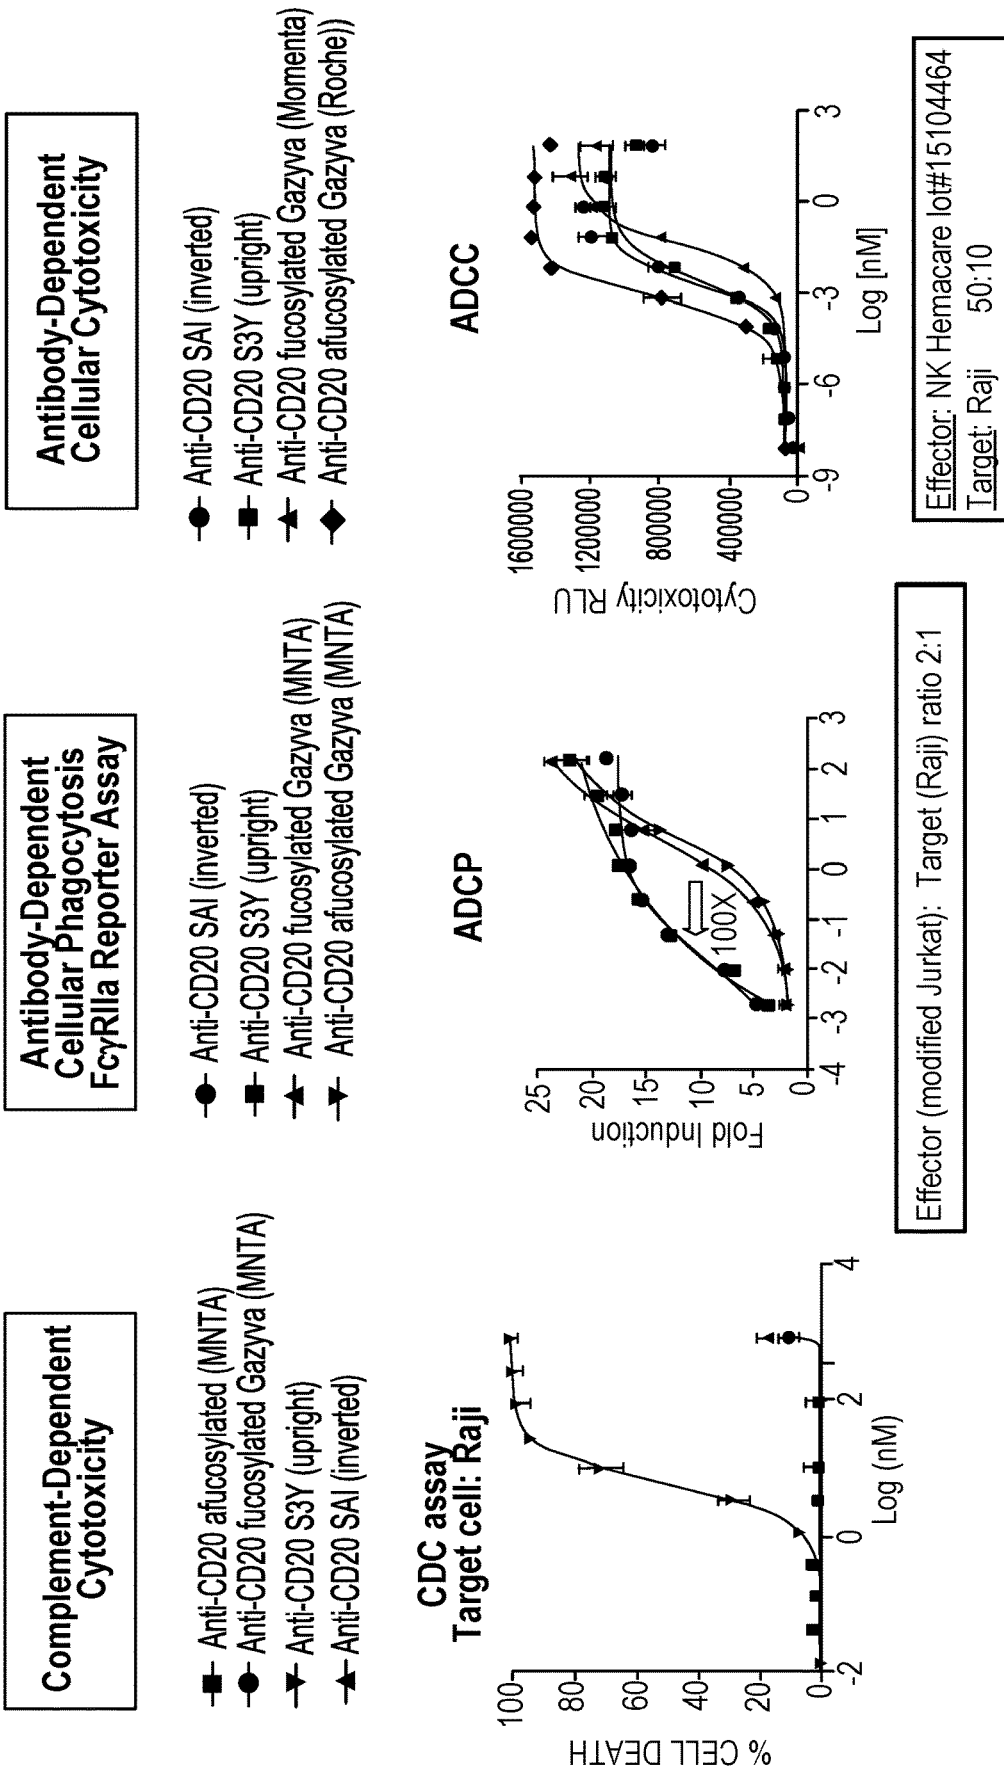 Complement-Dependent
Cytotoxicity
Anti-CD20 afucosylated (MNTA)
Anti-CD20 fucosylated Gazyva (MNTA)
Anti-CD20 S3Y (upright)
Anti-CD20 SAI (inverted)
CDC assay
Target cell: Raji
% CELL DEATH
100
80
60
40
20
0
-2
0
2
4
Log (nM)
Antibody-Dependent
Cellular Phagocytosis
FcγRIIa Reporter Assay
Anti-CD20 SAI (inverted)
Anti-CD20 S3Y (upright)
Anti-CD20 fucosylated Gazyva (MNTA)
Anti-CD20 afucosylated Gazyva (MNTA)
ADCP
Fold Induction
25
20
15
10
5
0
100X
-4
-3
-2
-1
0
1
2
3
Effector (modified Jurkat): Target (Raji) ratio 2:1
Antibody-Dependent
Cellular Cytotoxicity
Anti-CD20 SAI (inverted)
Anti-CD20 S3Y (upright)
Anti-CD20 fucosylated Gazyva (Momenta)
Anti-CD20 afucosylated Gazyva (Roche))
ADCC
Cytotoxicity RLU
1600000
1200000
800000
400000
0
-9
-6
-3
0
3
Log [nM]
Effector: NK Hemacare lot#15104464
Target: Raji 50:10